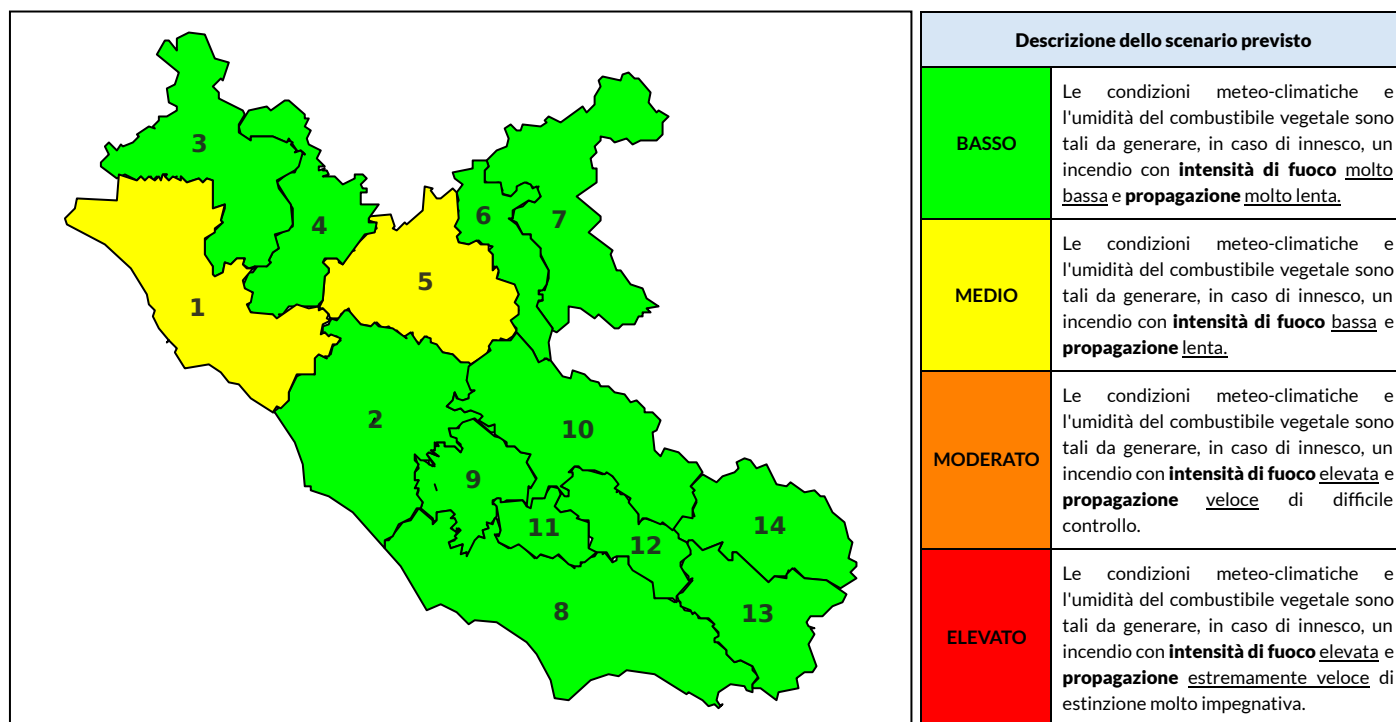 3
4
6
7
5
1
2
10
9
11
12
14
8
13
Descrizione dello scenario previsto
BASSO
Le condizioni meteo-climatiche e
l'umidità del combustibile vegetale sono
tali da generare, in caso di innesco, un
incendio con intensità di fuoco molto
bassa e propagazione molto lenta.
MEDIO
Le condizioni meteo-climatiche e
l'umidità del combustibile vegetale sono
tali da generare, in caso di innesco, un
incendio con intensità di fuoco bassa e
propagazione lenta.
MODERATO
Le condizioni meteo-climatiche e
l'umidità del combustibile vegetale sono
tali da generare, in caso di innesco, un
incendio con intensità di fuoco elevata e
propagazione veloce di difficile
controllo.
ELEVATO
Le condizioni meteo-climatiche e
l'umidità del combustibile vegetale sono
tali da generare, in caso di innesco, un
incendio con intensità di fuoco elevata e
propagazione estremamente veloce di
estinzione molto impegnativa.